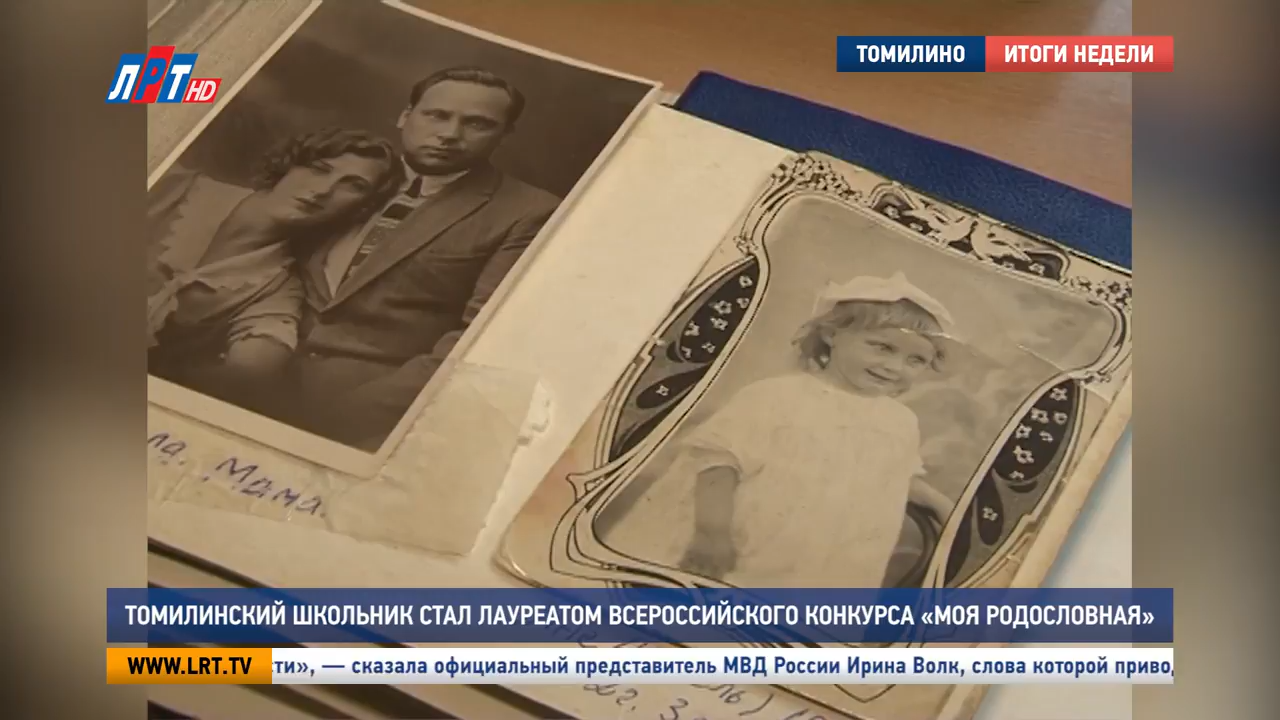 ЛРТ HD
ТОМИЛИНО
ИТОГИ НЕДЕЛИ
Мама.
ТОМИЛИНСКИЙ ШКОЛЬНИК СТАЛ ЛАУРЕАТОМ ВСЕРОССИЙСКОГО КОНКУРСА «МОЯ РОДОСЛОВНАЯ»
WWW.LRT.TV
сти», — сказала официальный представитель МВД России Ирина Волк, слова которой приво